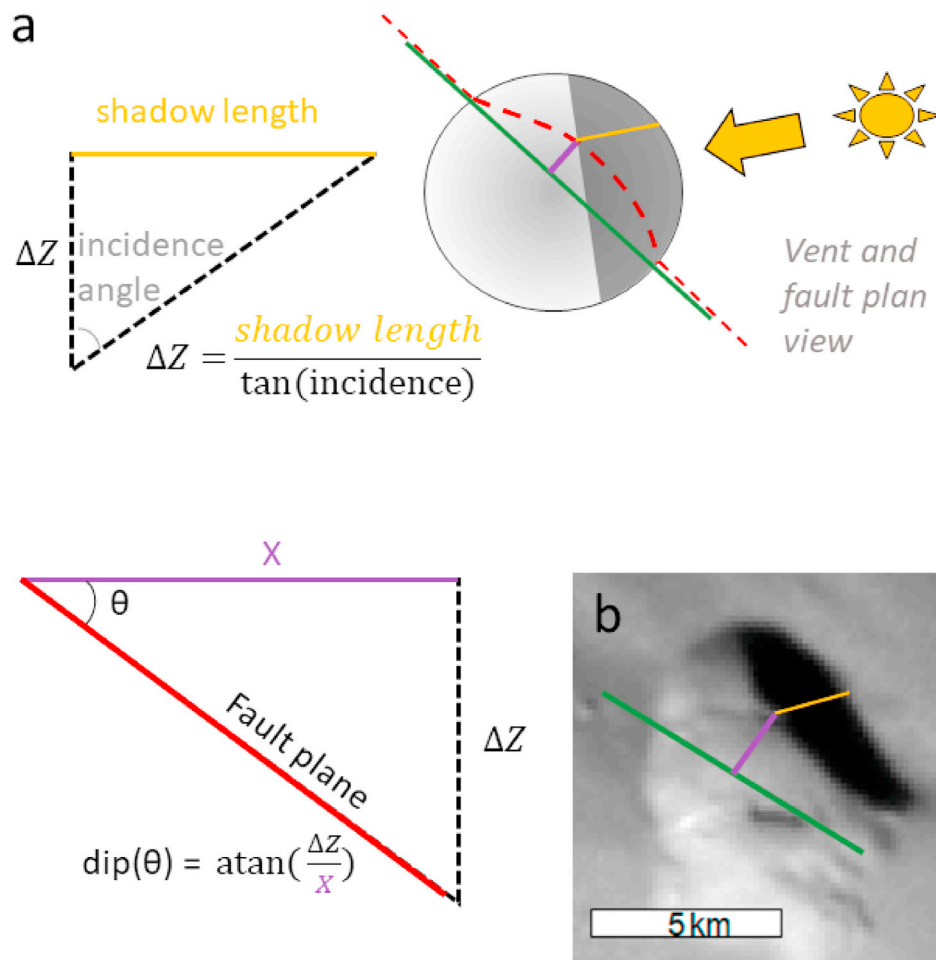 a
shadow length
ΔZ
incidence
angle
ΔZ = shadow length
tan(incidence)
Vent and
fault plan
view
X
θ
Fault plane
ΔZ
dip(θ) = atan(ΔZ/X)
b
5km